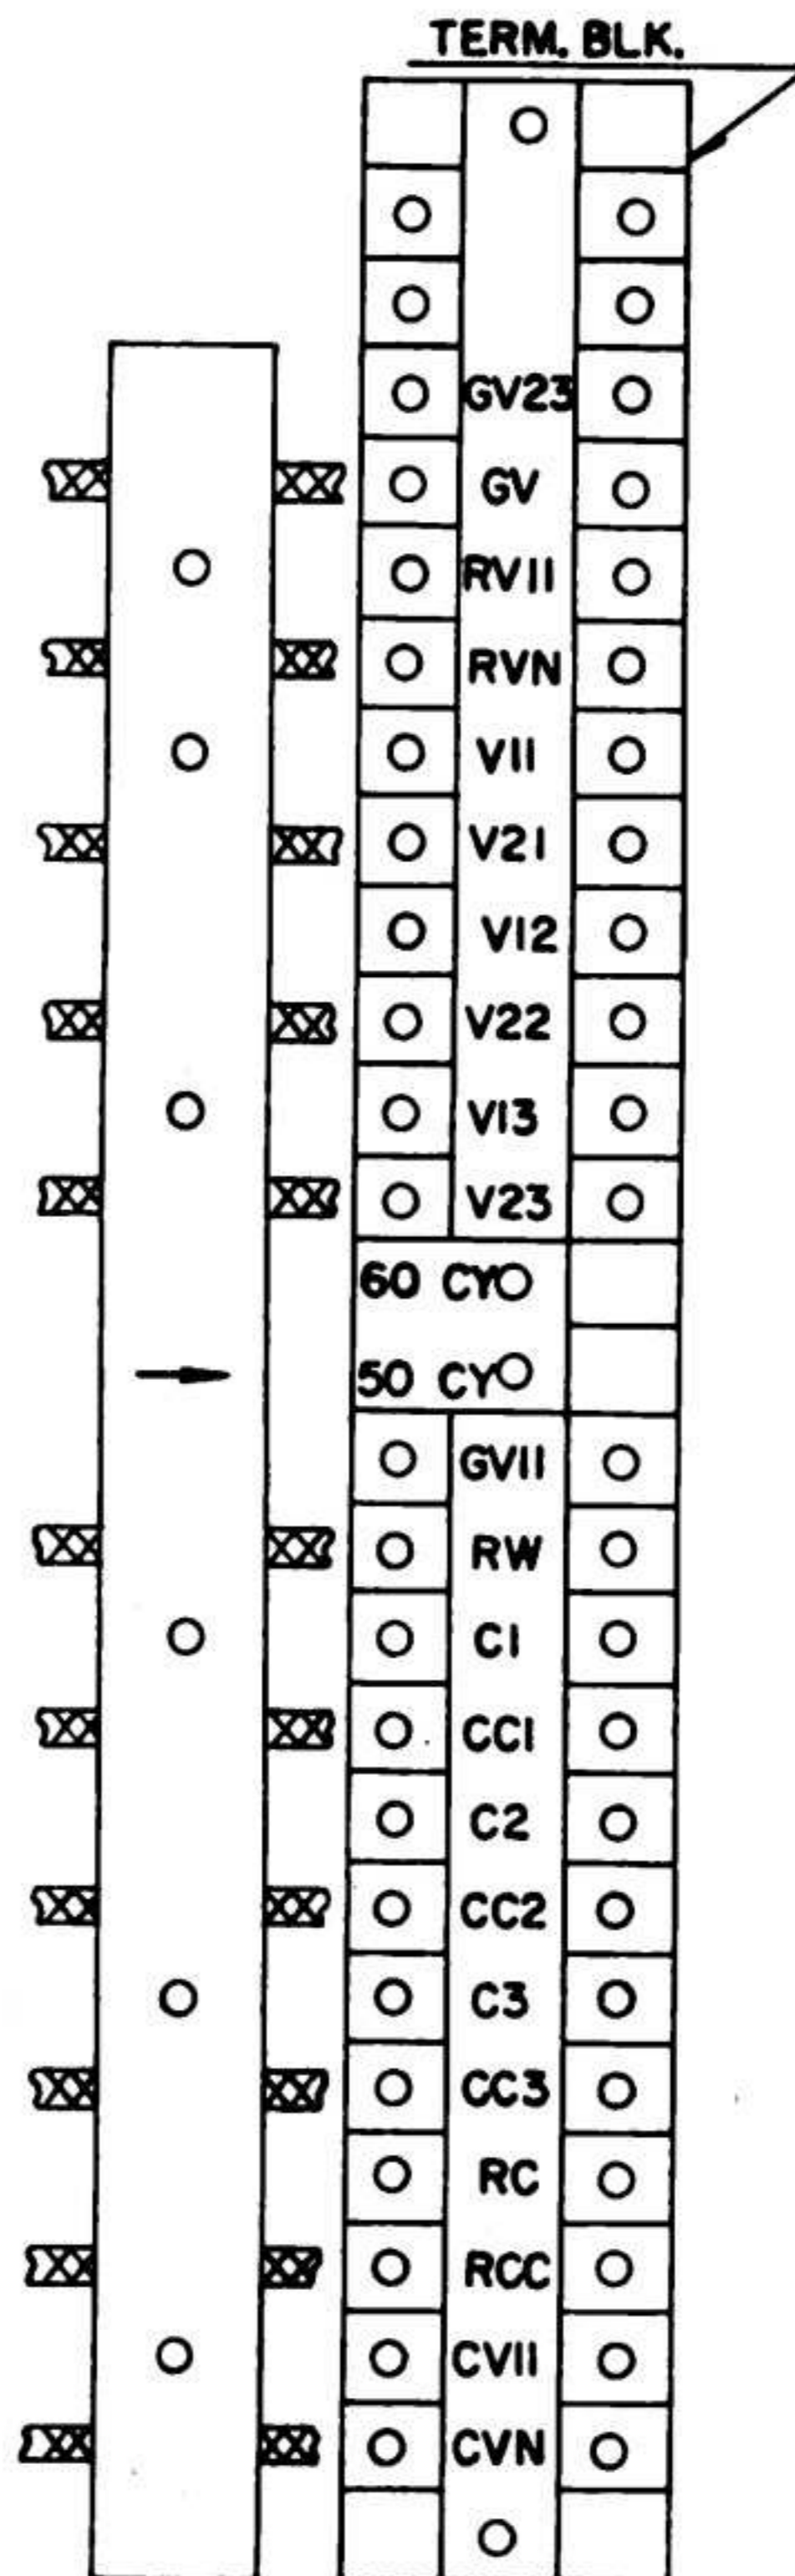 TERM. BLK.
GV23
GV
RV11
RVN
V11
V21
V12
V22
V13
V23
60 CY
50 CY
GV11
RW
C1
CC1
C2
CC2
C3
CC3
RC
RCC
CV11
CVN